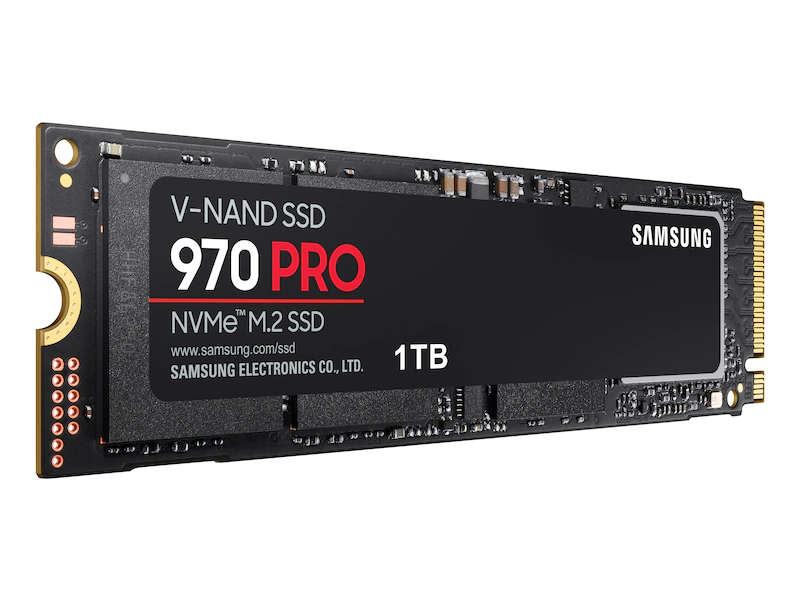 V-NAND SSD
970 PRO
NVMe™ M.2 SSD
www.samsung.com/ssd
SAMSUNG ELECTRONICS CO., LTD.
1TB
SAMSUNG